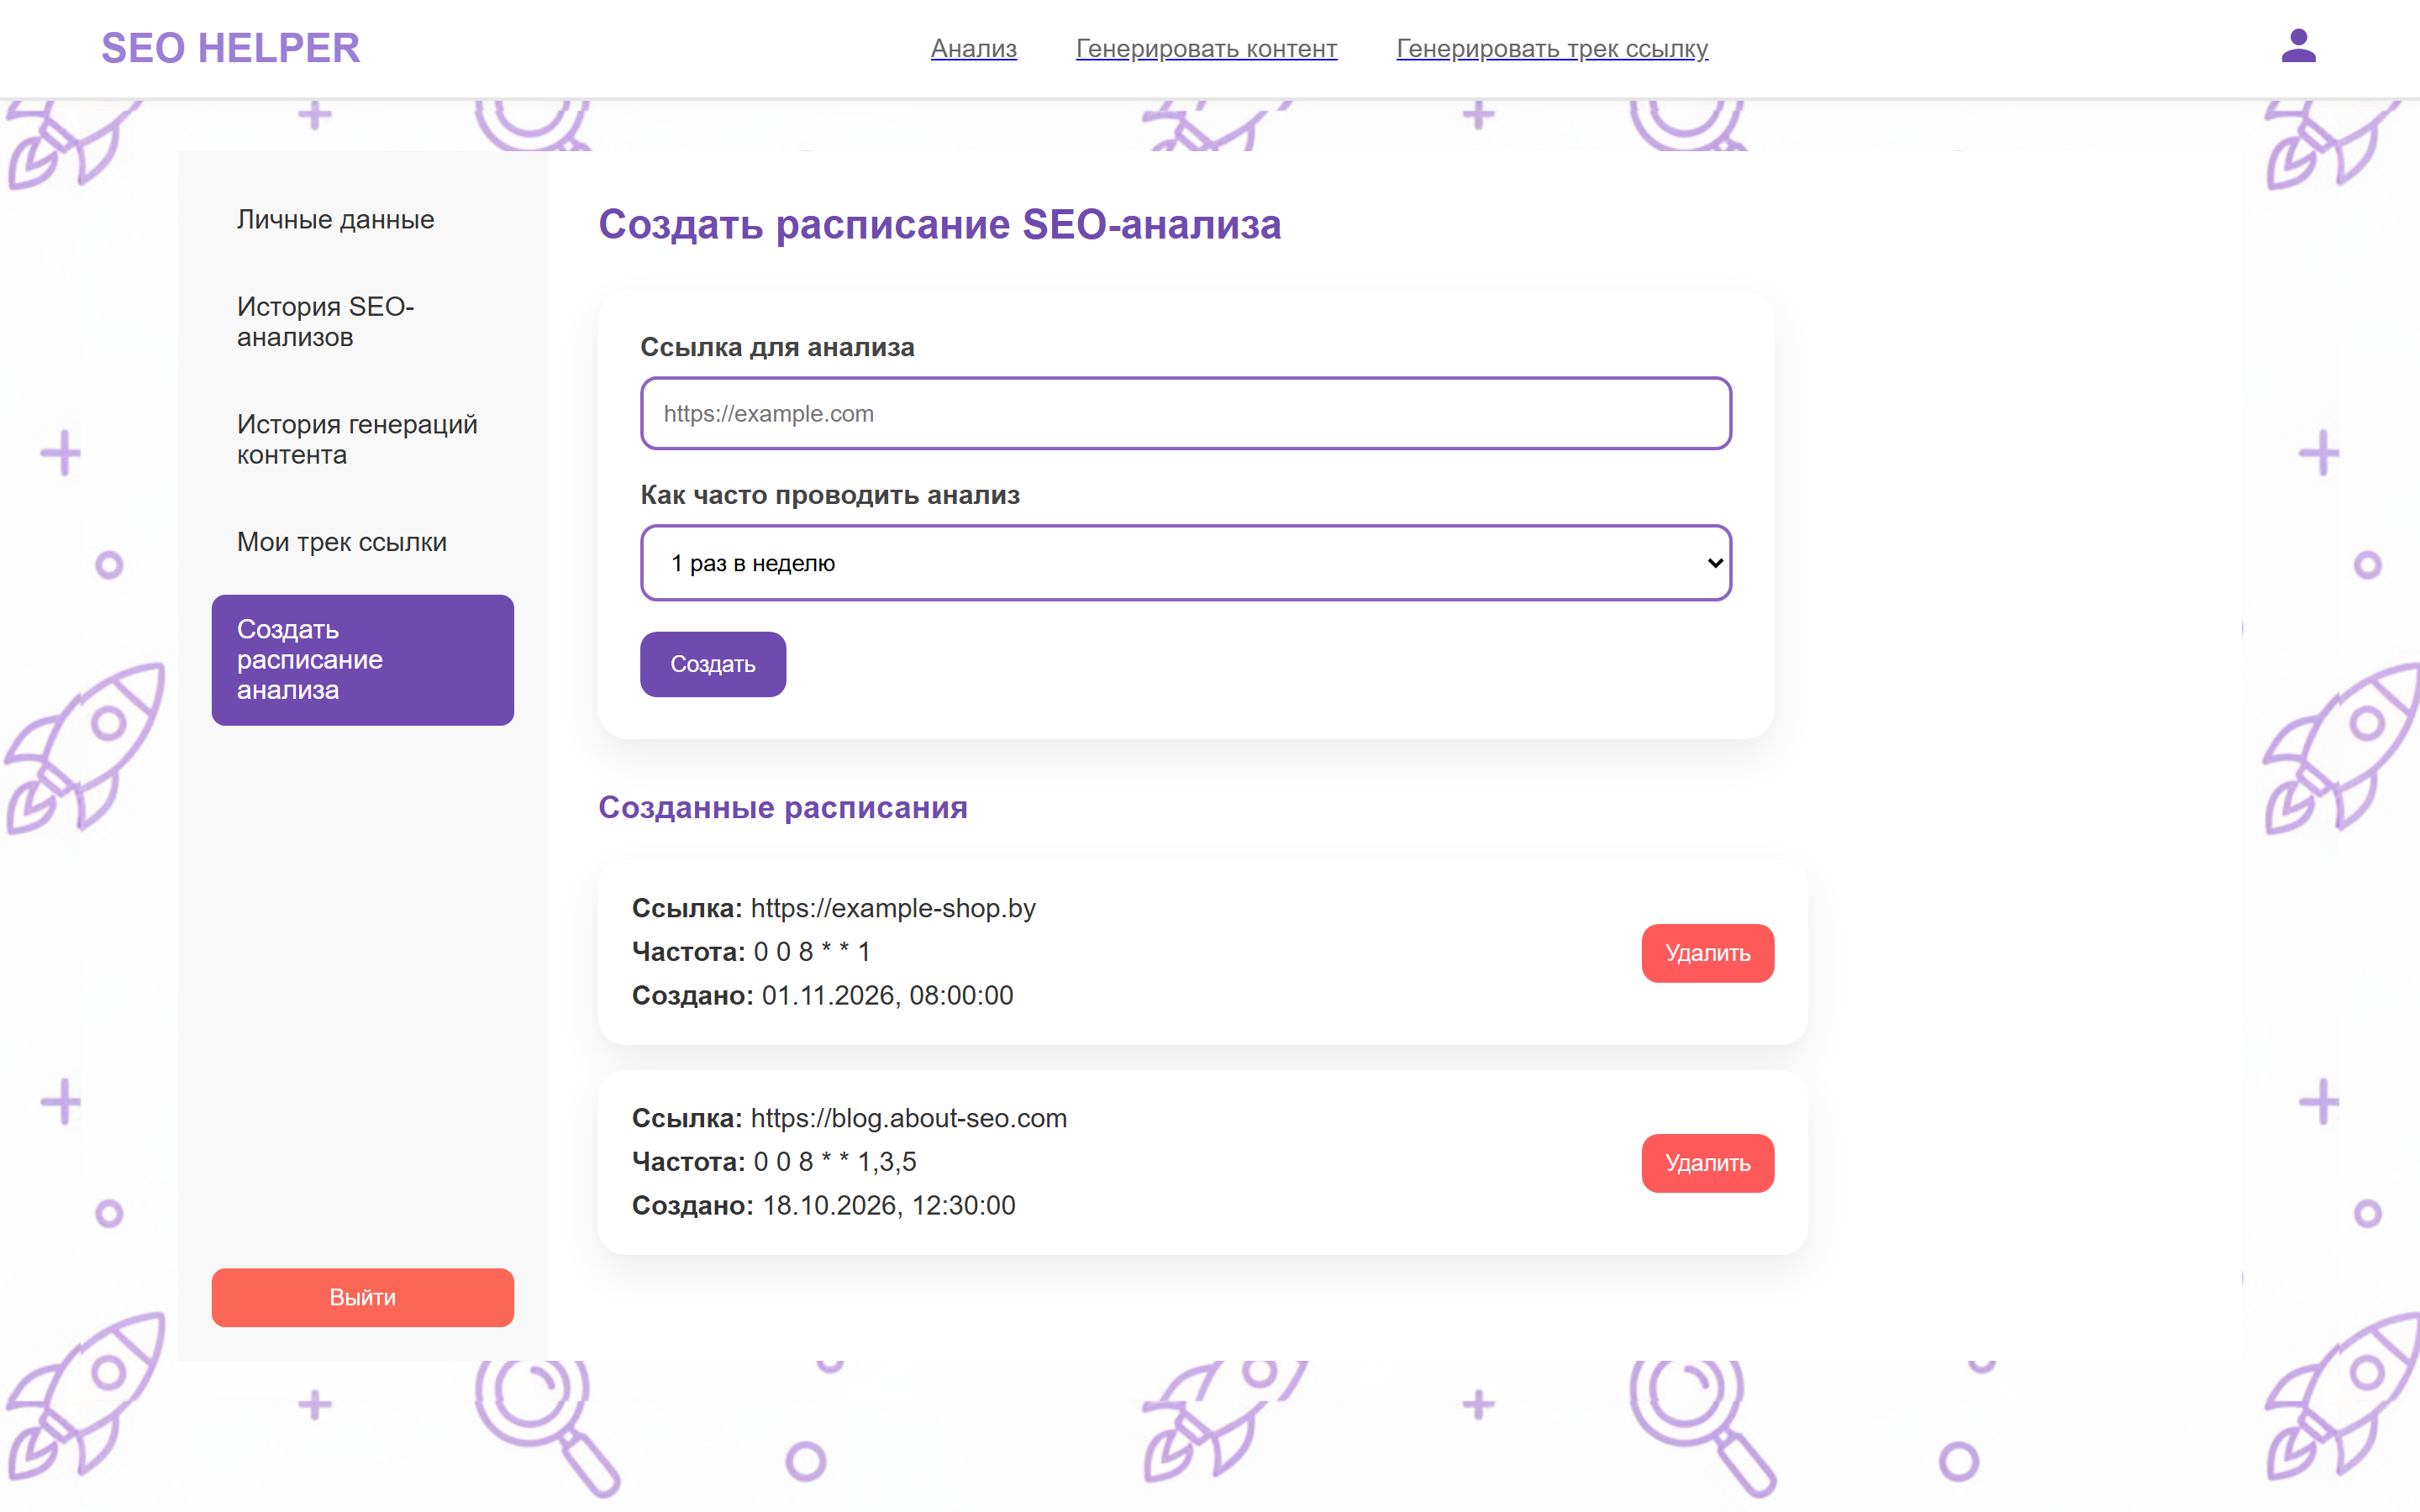 SEO HELPER
Анализ
Генерировать контент
Генерировать трек ссылку
Личные данные
История SEO-
анализов
История генераций
контента
Мои трек ссылки
Создать
расписание
анализа
Выйти
Создать расписание SEO-анализа
Ссылка для анализа
https://example.com
Как часто проводить анализ
1 раз в неделю
Создать
Созданные расписания
Ссылка: https://example-shop.by
Частота: 0 0 8 * * 1
Создано: 01.11.2026, 08:00:00
Удалить
Ссылка: https://blog.about-seo.com
Частота: 0 0 8 * * 1,3,5
Создано: 18.10.2026, 12:30:00
Удалить